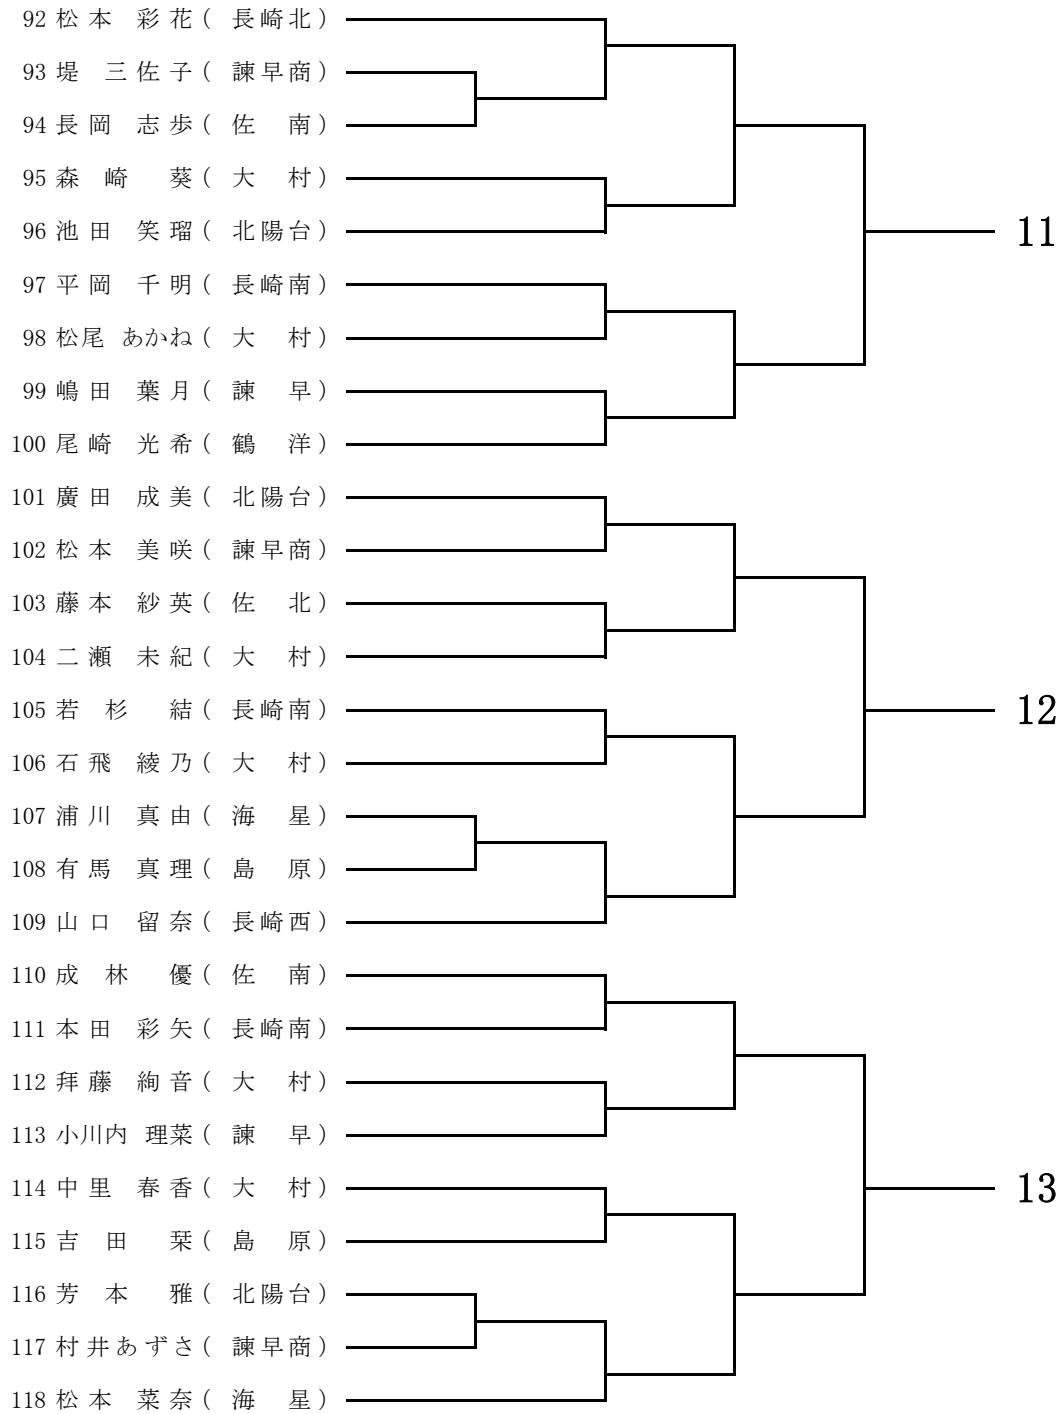 92 松本 彩花( 長崎北 )
93 堤 三佐子( 諫早商 )
94 長岡 志歩( 佐 南 )
95 森崎 葵( 大 村 )
96 池田 笑瑠( 北陽台 )
11
97 平岡 千明( 長崎南 )
98 松尾 あかね( 大 村 )
99 嶋田 葉月( 諫 早 )
100 尾崎 光希( 鶴 洋 )
101 廣田 成美( 北陽台 )
102 松本 美咲( 諫早商 )
103 藤本 紗英( 佐 北 )
104 二瀬 未紀( 大 村 )
105 若杉 結( 長崎南 )
12
106 石飛 綾乃( 大 村 )
107 浦川 真由( 海 星 )
108 有馬 真理( 島 原 )
109 山口 留奈( 長崎西 )
110 成林 優( 佐 南 )
111 本田 彩矢( 長崎南 )
112 拜藤 絢音( 大 村 )
113 小川内 理菜( 諫 早 )
114 中里 春香( 大 村 )
13
115 吉田 栞( 島 原 )
116 芳本 雅( 北陽台 )
117 村井あずさ( 諫早商 )
118 松本 菜奈( 海 星 )